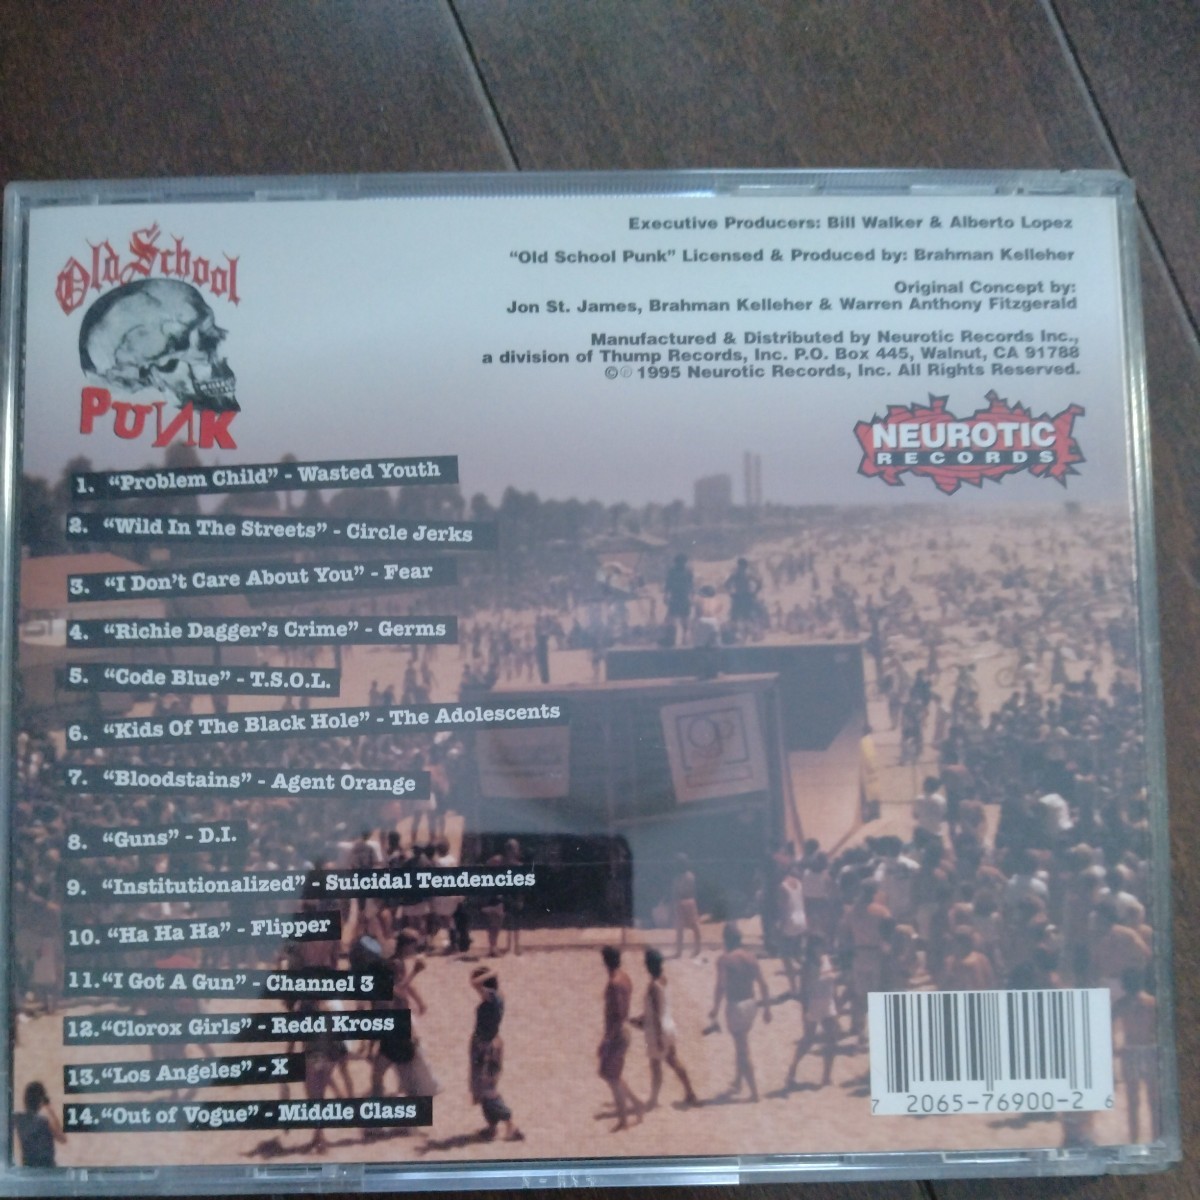 Old School
PUNK
Executive Producers: Bill Walker & Alberto Lopez
“Old School Punk” Licensed & Produced by: Brahman Kelleher
Original Concept by:
Jon St. James, Brahman Kelleher & Warren Anthony Fitzgerald
Manufactured & Distributed by Neurotic Records Inc.,
a division of Thump Records, Inc. P.O. Box 445, Walnut, CA 91788
©℗ 1995 Neurotic Records, Inc. All Rights Reserved.
NEUROTIC
RECORDS
1. “Problem Child” - Wasted Youth
2. “Wild In The Streets” - Circle Jerks
3. “I Don't Care About You” - Fear
4. “Richie Dagger's Crime” - Germs
5. “Code Blue” - T.S.O.L.
6. “Kids Of The Black Hole” - The Adolescents
7. “Bloodstains” - Agent Orange
8. “Guns” - D.I.
9. “Institutionalized” - Suicidal Tendencies
10. “Ha Ha Ha” - Flipper
11. “I Got A Gun” - Channel 3
12. “Clorox Girls” - Redd Kross
13. “Los Angeles” - X
14. “Out of Vogue” - Middle Class
op
7 2065-76900-2 6